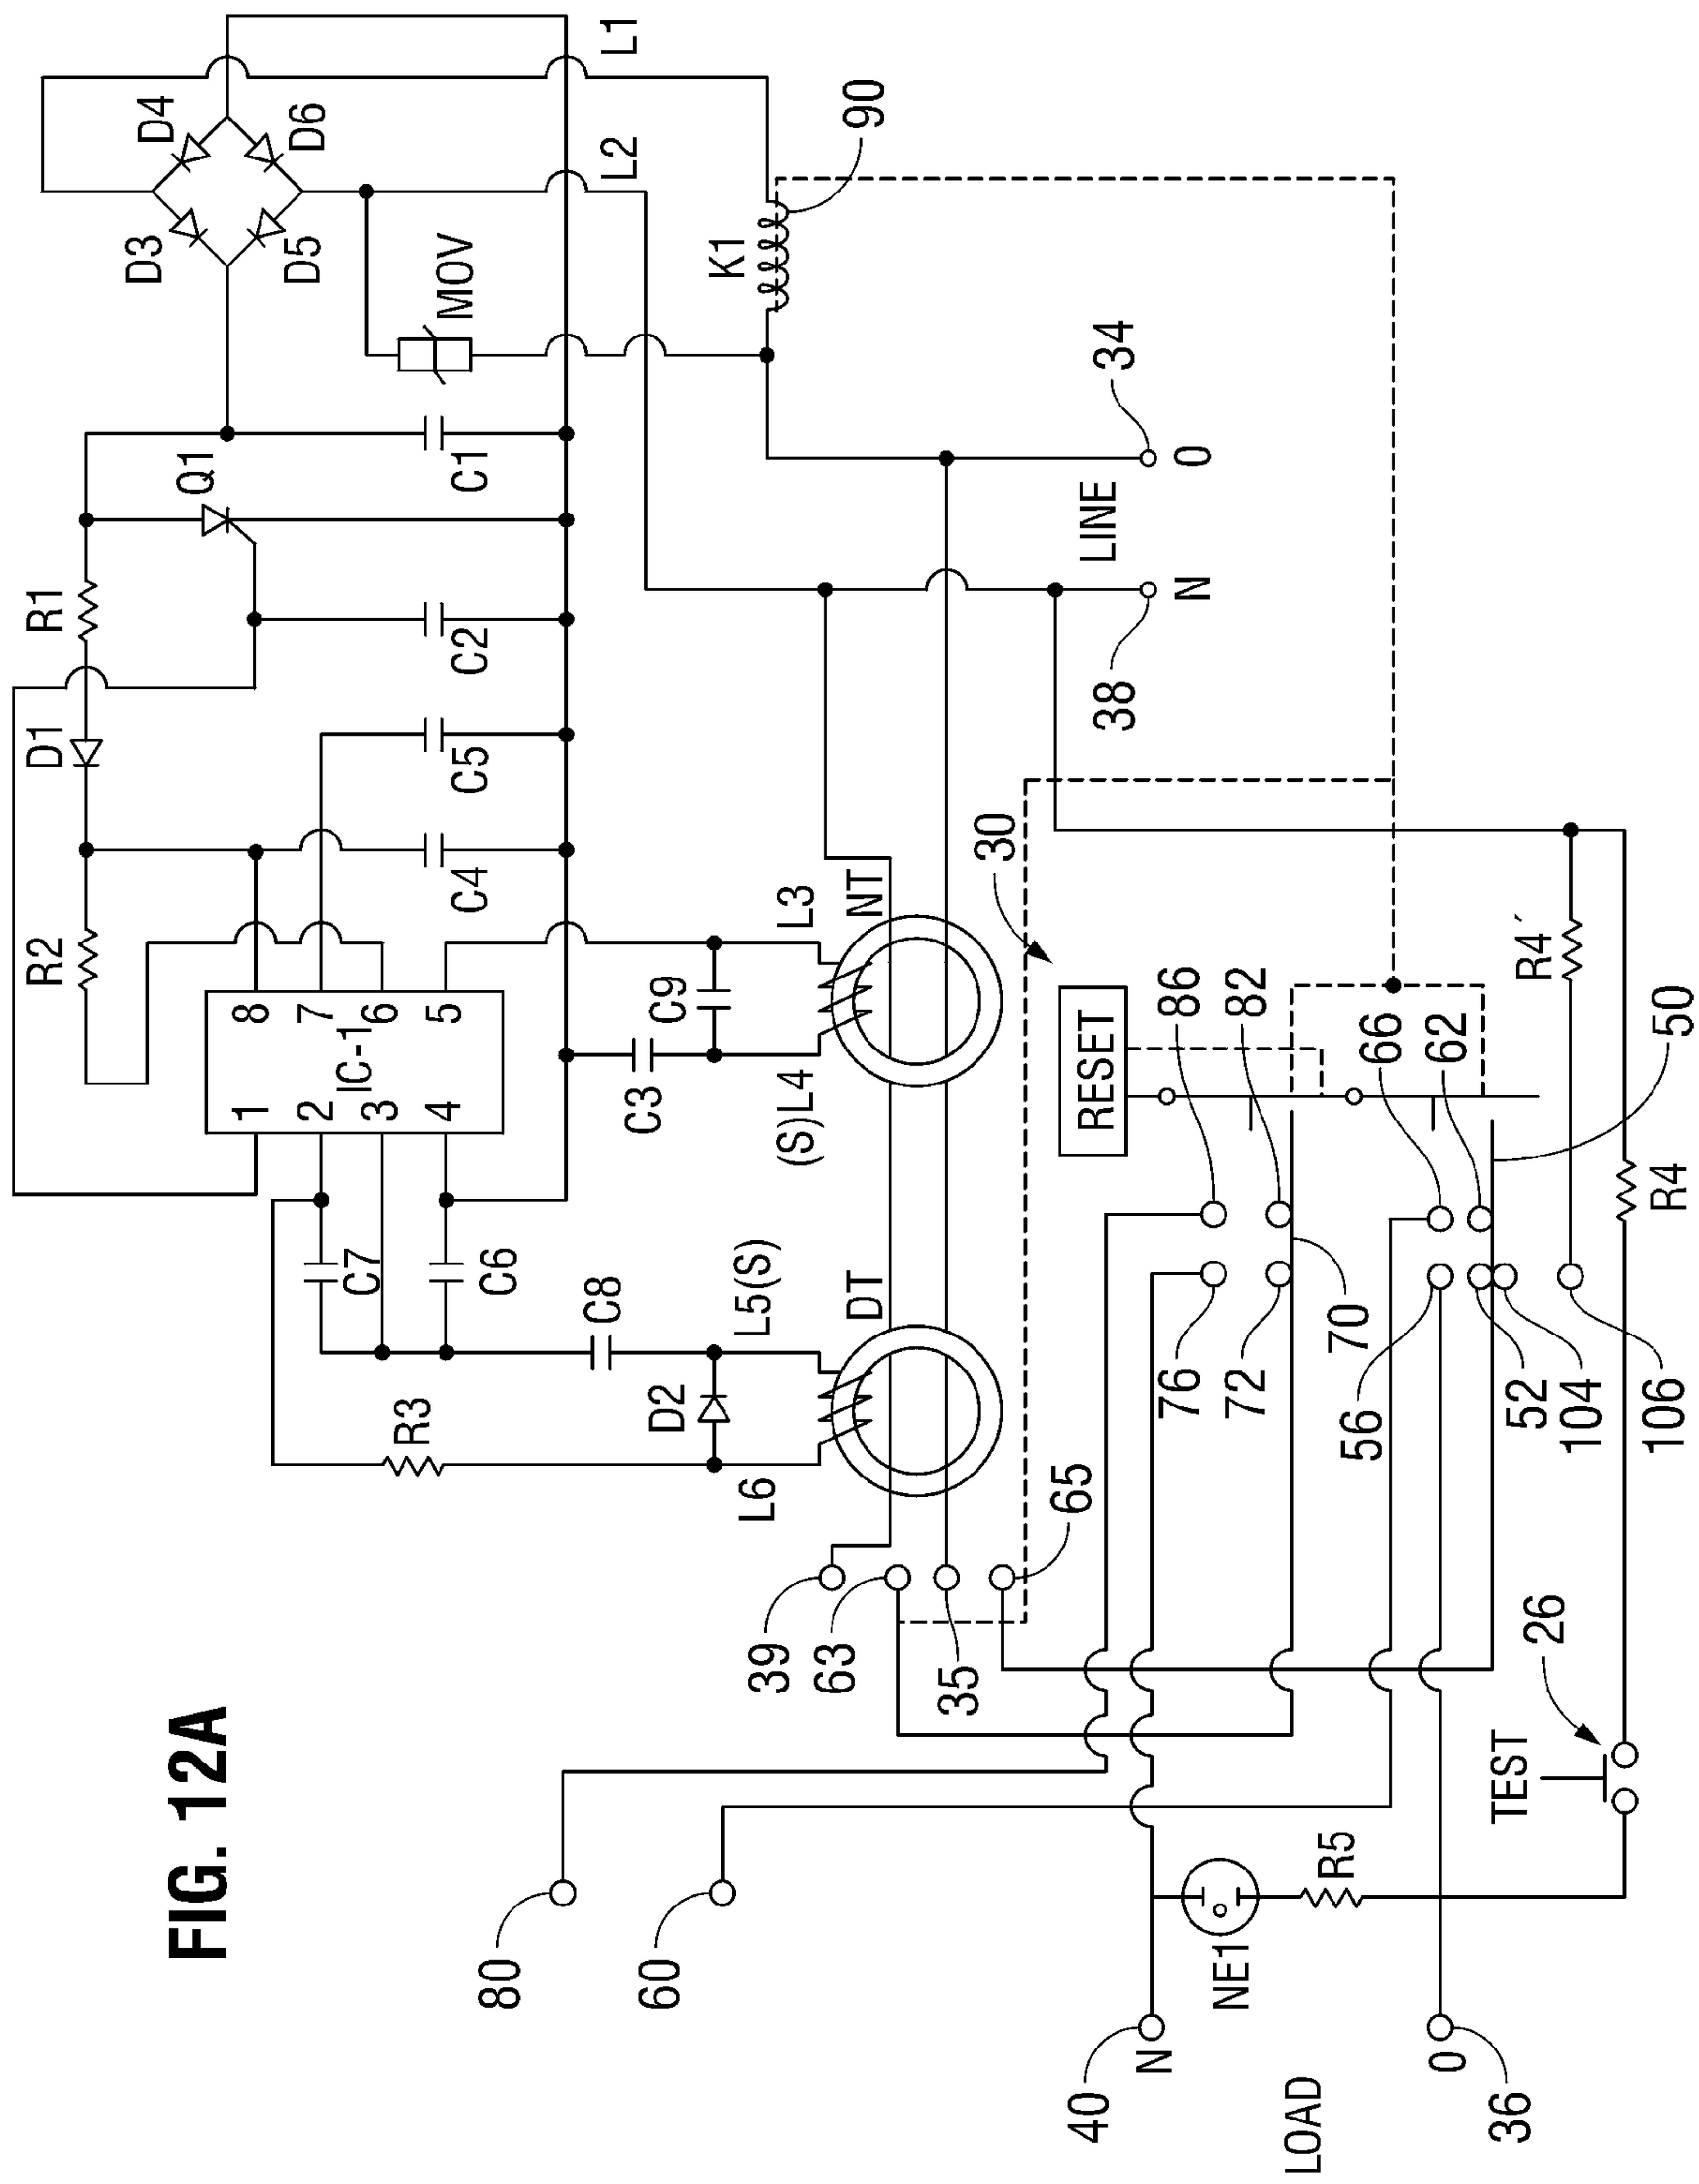 FIG. 12A
L1
D4
D6
L2
90
D3
D5
MOV
K1
34
Q1
C1
O
LINE
R1
C2
N
38
D1
C5
C4
30
R2
L3
NT
8
7
6
5
IC-1
1
2
3
4
C9
C3
(S)L4
RESET
86
82
66
62
R4´
50
R4
C7
C6
C8
L5(S)
DT
D2
R3
L6
76
72
70
56
52
104
106
65
39
63
35
26
TEST
80
60
NE1
R5
40
N
LOAD
O
36